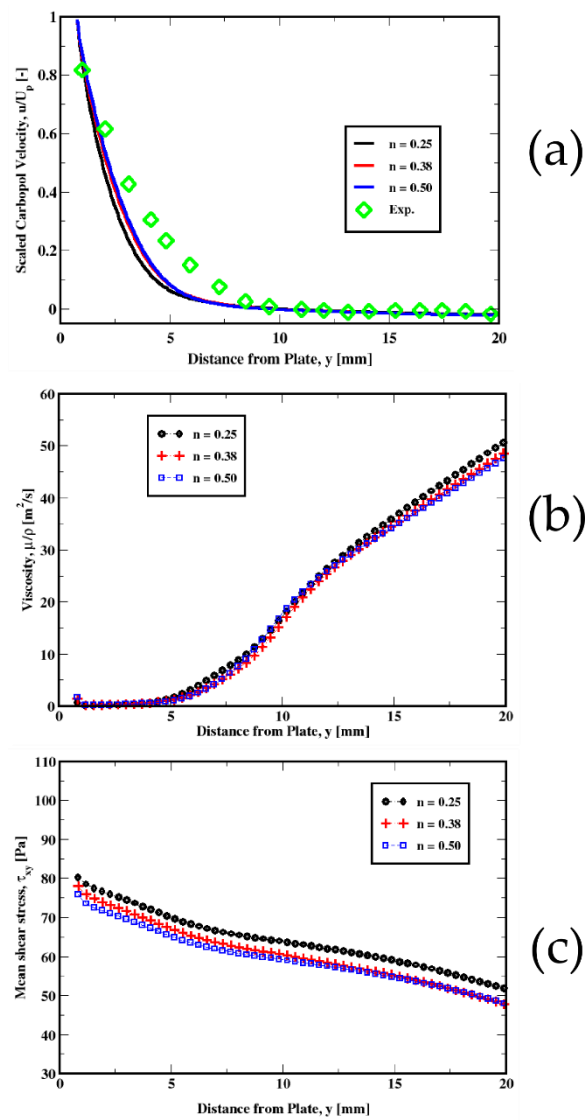 1
0.8
0.6
0.4
0.2
0
Scaled Carbopol Velocity, u/Up [-]
n = 0.25
n = 0.38
n = 0.50
Exp.
(a)
0 5 10 15 20
Distance from Plate, y [mm]
60
50
40
30
20
10
0
Viscosity, μ/ρ [m²/s]
n = 0.25
n = 0.38
n = 0.50
(b)
0 5 10 15 20
Distance from Plate, y [mm]
110
100
90
80
70
60
50
40
30
Mean shear stress, τxy [Pa]
n = 0.25
n = 0.38
n = 0.50
(c)
0 5 10 15 20
Distance from Plate, y [mm]